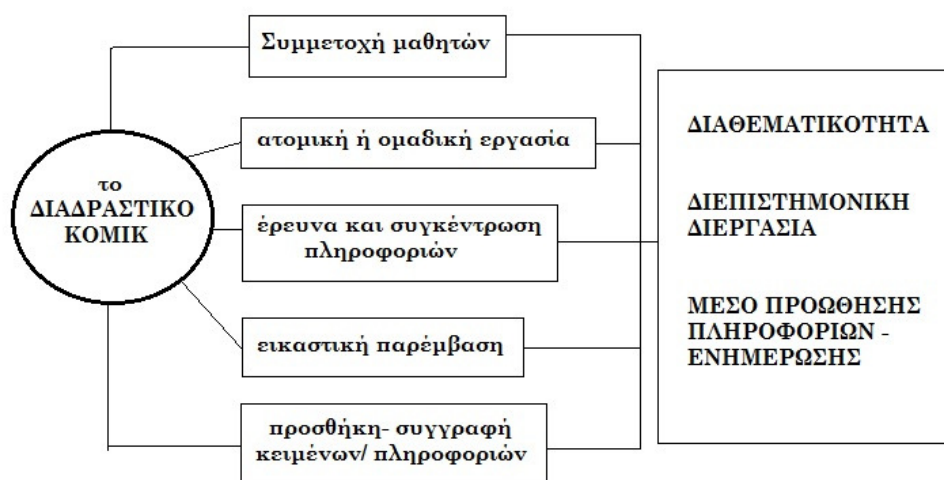 το
ΔΙΑΔΡΑΣΤΙΚΟ
ΚΟΜΙΚ
Συμμετοχή μαθητών
ατομική ή ομαδική εργασία
έρευνα και συγκέντρωση
πληροφοριών
εικαστική παρέμβαση
προσθήκη- συγγραφή
κειμένων/ πληροφοριών
ΔΙΑΘΕΜΑΤΙΚΟΤΗΤΑ
ΔΙΕΠΙΣΤΗΜΟΝΙΚΗ
ΔΙΕΡΓΑΣΙΑ
ΜΕΣΟ ΠΡΟΩΘΗΣΗΣ
ΠΛΗΡΟΦΟΡΙΩΝ -
ΕΝΗΜΕΡΩΣΗΣ